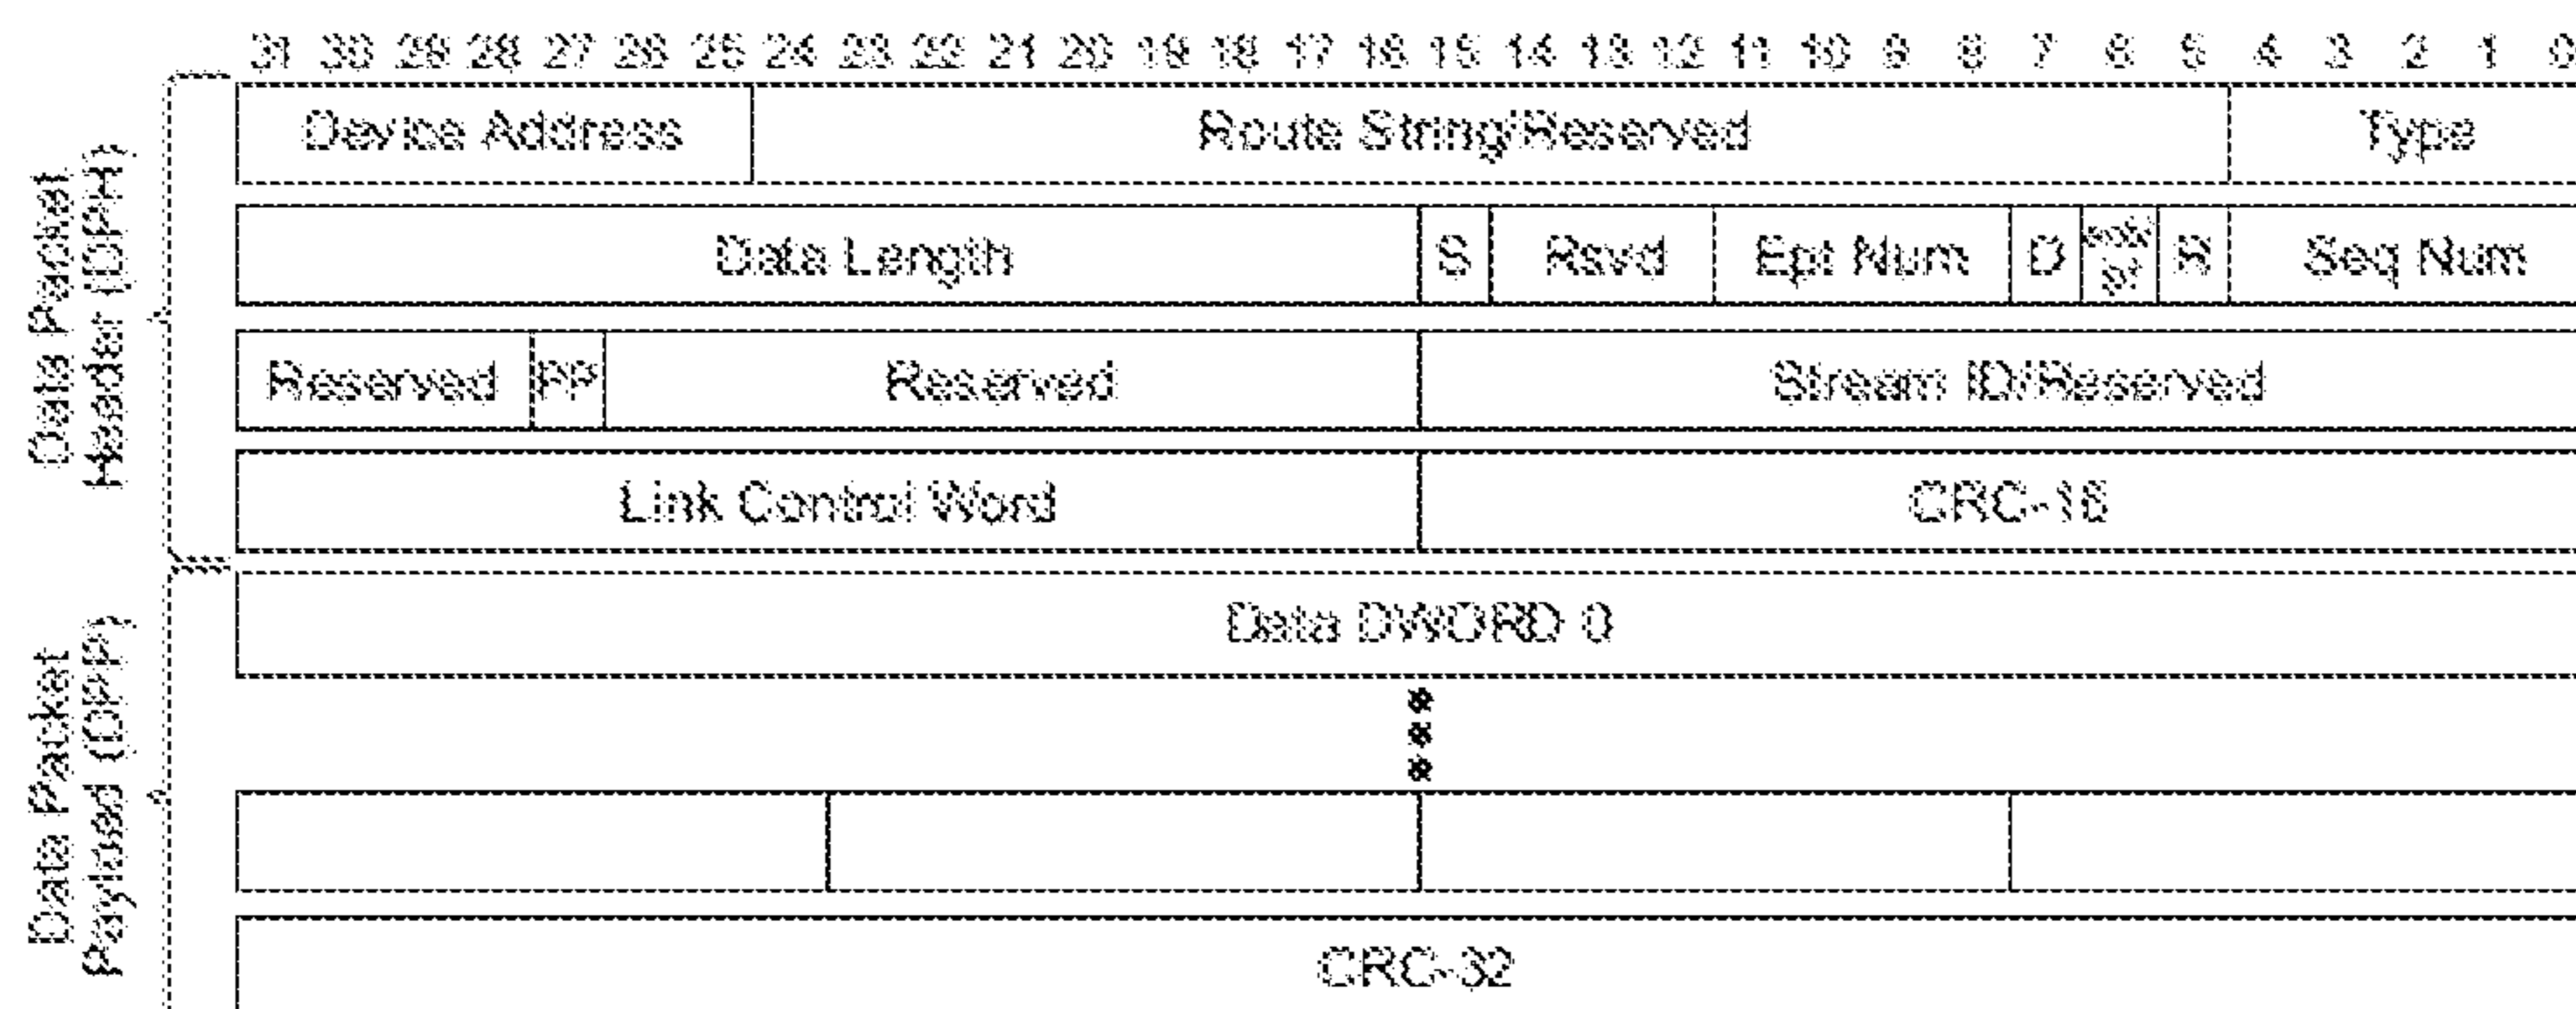 31 30 29 28 27 26 25 24 23 22 21 20 19 18 17 16 15 14 13 12 11 10 9 8 7 6 5 4 3 2 1 0
Data Packet
Header (DPH)
Device Address Route String/Reserved Type
Data Length S Rsvd Ept Num D R Seq Num
Reserved PP Reserved Stream ID/Reserved
Link Control Word CRC-16
Data Packet
Payload (DPP)
Data DWORD 0
CRC-32